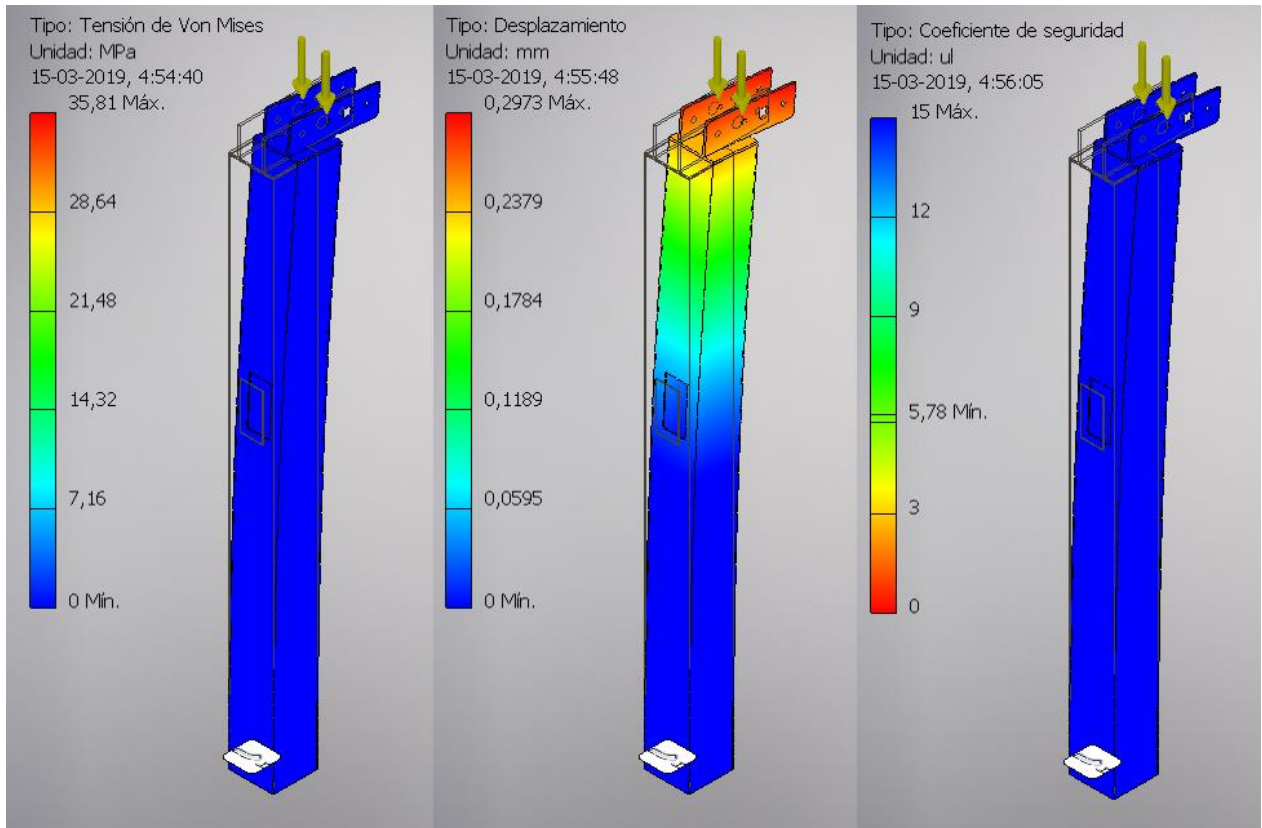 Tipo: Tensión de Von Mises
Unidad: MPa
15-03-2019, 4:54:40
35,81 Máx.
28,64
21,48
14,32
7,16
0 Mín.
Tipo: Desplazamiento
Unidad: mm
15-03-2019, 4:55:48
0,2973 Máx.
0,2379
0,1784
0,1189
0,0595
0 Mín.
Tipo: Coeficiente de seguridad
Unidad: ul
15-03-2019, 4:56:05
15 Máx.
12
9
5,78 Mín.
3
0